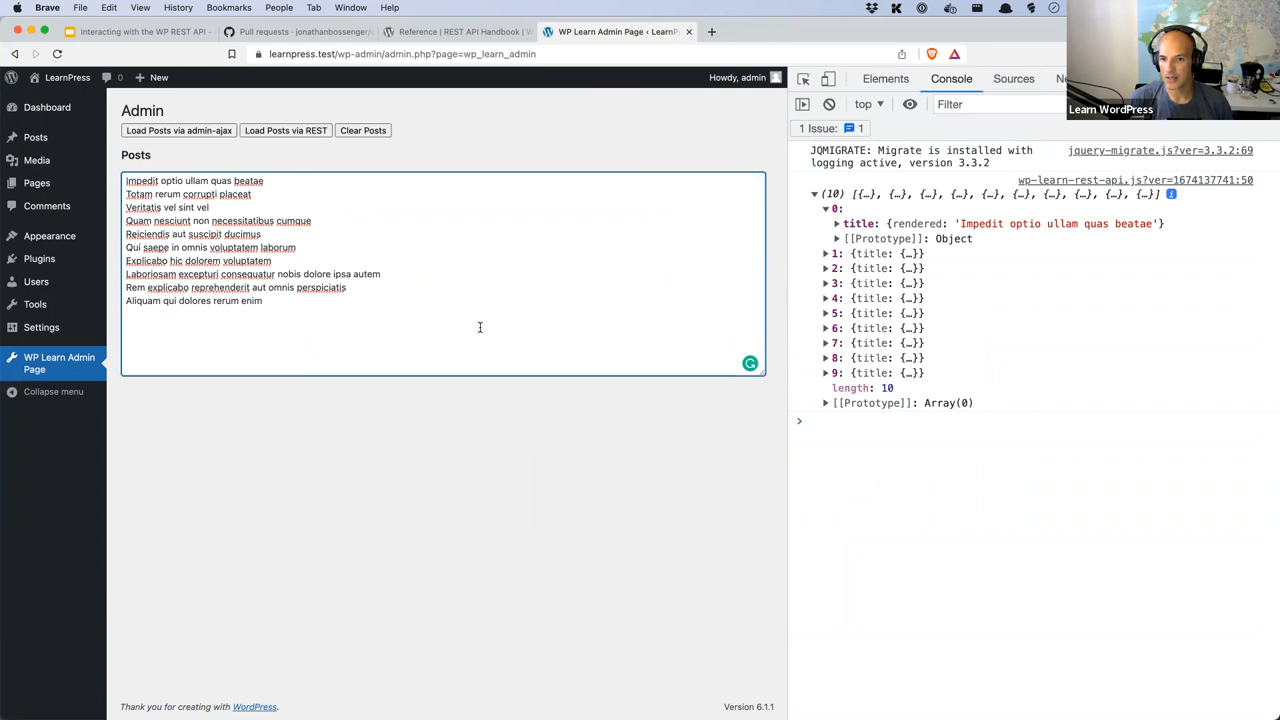 Brave Browser File Edit View History Bookmarks People Tab Window Help
Interacting with the WP REST API -
Pull requests · jonathanbossenger/
Reference | REST API Handbook | W
WP Learn Admin Page ‹ LearnP
learnpress.test/wp-admin/admin.php?page=wp_learn_admin
LearnPress 0 + New Howdy, admin
Dashboard
Posts
Media
Pages
Comments
Appearance
Plugins
Users
Tools
Settings
WP Learn Admin
Page
Collapse menu
Admin
Load Posts via admin-ajax Load Posts via REST Clear Posts
Posts
Impedit optio ullam quas beatae
Totam rerum corrupti placeat
Veritatis vel sint vel
Quam nesciunt non necessitatibus cumque
Reiciendis aut suscipit ducimus
Qui saepe in omnis voluptatem laborum
Explicabo hic dolorem voluptatem
Laboriosam excepturi consequatur nobis dolore ipsa autem
Rem explicabo reprehenderit aut omnis perspiciatis
Aliquam qui dolores rerum enim
Thank you for creating with WordPress. Version 6.1.1
Elements Console Sources Ne
top Filter
1 Issue: 1
JQMIGRATE: Migrate is installed with jquery-migrate.js?ver=3.3.2:69
logging active, version 3.3.2
wp-learn-rest-api.js?ver=1674137741:50
(10) [{…}, {…}, {…}, {…}, {…}, {…}, {…}, {…}, {…}, {…}]
0:
title: {rendered: 'Impedit optio ullam quas beatae'}
[[Prototype]]: Object
1: {title: {…}}
2: {title: {…}}
3: {title: {…}}
4: {title: {…}}
5: {title: {…}}
6: {title: {…}}
7: {title: {…}}
8: {title: {…}}
9: {title: {…}}
length: 10
[[Prototype]]: Array(0)
Learn WordPress